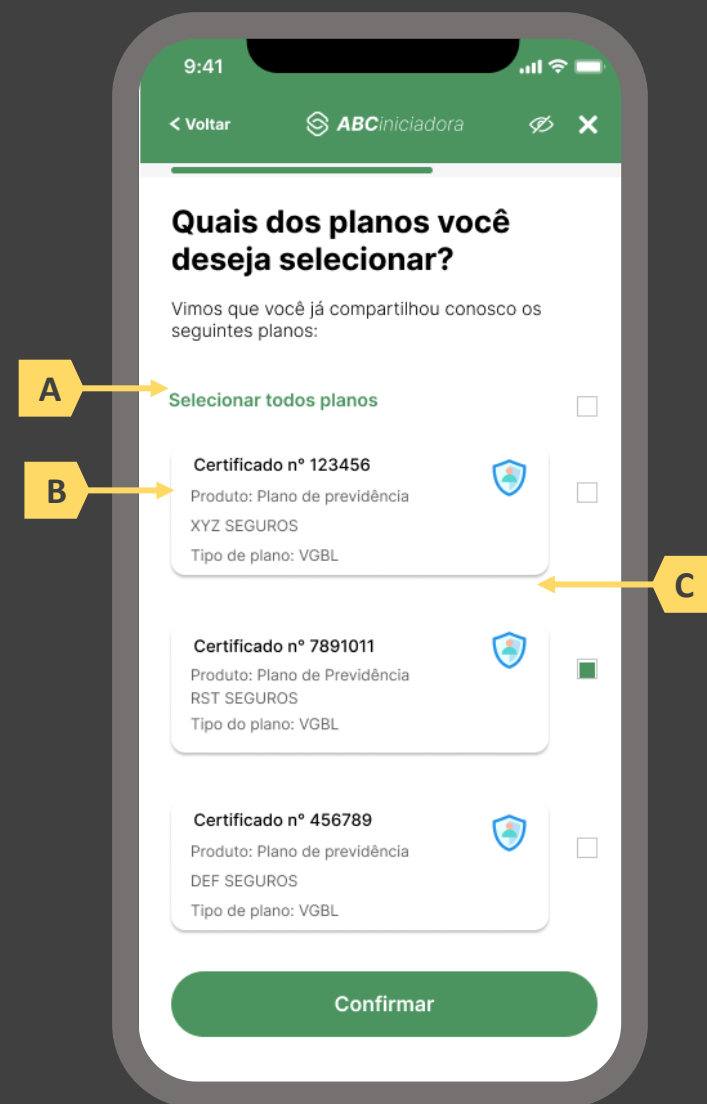 9:41
< Voltar
ABCiniciadora
Quais dos planos você
deseja selecionar?
Vimos que você já compartilhou conosco os
seguintes planos:
A
Selecionar todos planos
B
Certificado nº 123456
Produto: Plano de previdência
XYZ SEGUROS
Tipo de plano: VGBL
C
Certificado nº 7891011
Produto: Plano de Previdência
RST SEGUROS
Tipo do plano: VGBL
Certificado nº 456789
Produto: Plano de previdência
DEF SEGUROS
Tipo de plano: VGBL
Confirmar